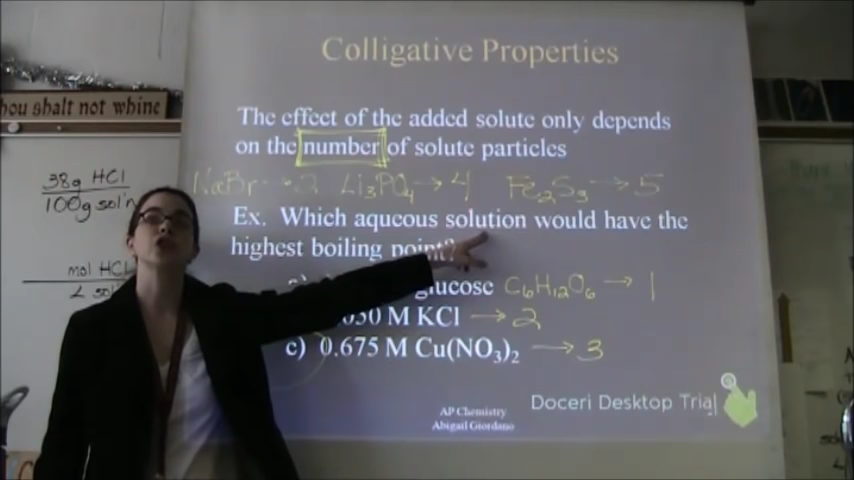 Colligative Properties
The effect of the added solute only depends
on the number of solute particles
NaBr → 2 Li₃PO₄ → 4 Fe₂S₃ → 5
Ex. Which aqueous solution would have the
highest boiling point?
glucose C₆H₁₂O₆ → 1
M KCl → 2
c) 0.675 M Cu(NO₃)₂ → 3
AP Chemistry
Abigail Giordano
Doceri Desktop Trial
hou shalt not whine
38g HCl
100g sol'n
mol HCl
L sol